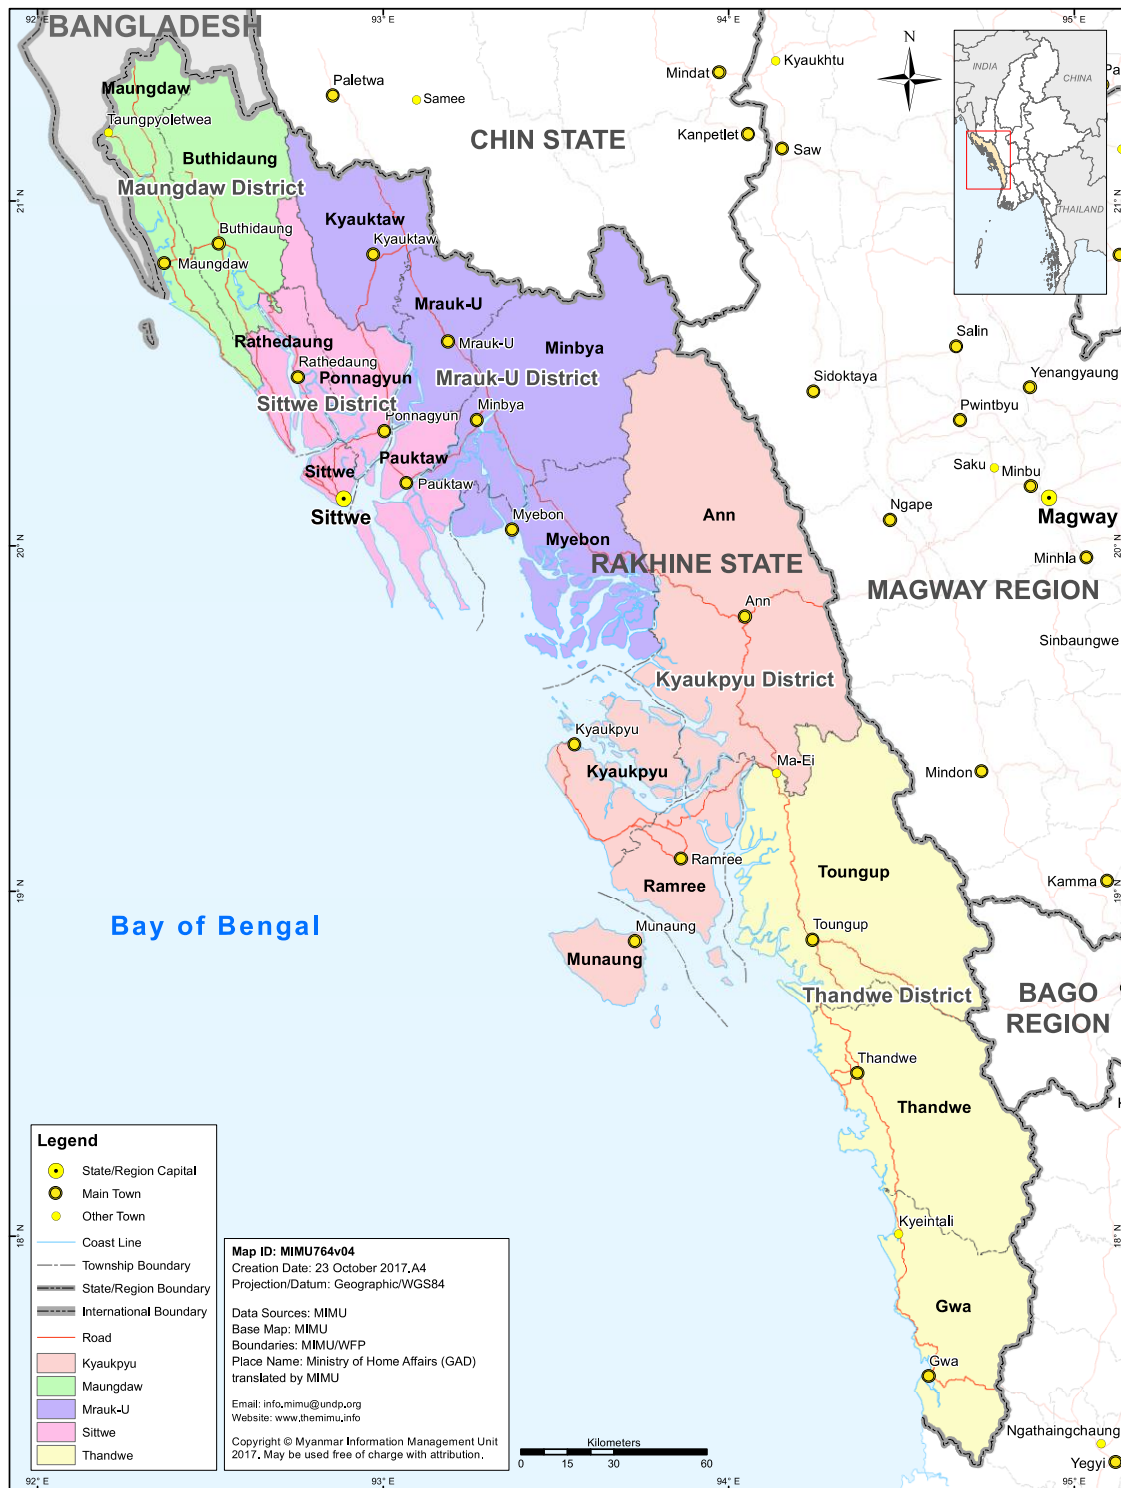 92° E
93° E
94° E
95° E
BANGLADESH
Maungdaw
Taungpyoletwea
Buthidaung
Maungdaw District
Buthidaung
Maungdaw
Paletwa
Samee
Mindat
Kyaukhtu
Kanpetlet
Saw
CHIN STATE
N
INDIA
CHINA
THAILAND
Pa
21° N
21° N
Kyauktaw
Kyauktaw
Mrauk-U
Mrauk-U
Minbya
Mrauk-U District
Minbya
Rathedaung
Rathedaung
Ponnagyun
Sittwe District
Ponnagyun
Pauktaw
Pauktaw
Sittwe
Sittwe
Myebon
Myebon
Salin
Sidoktaya
Yenangyaung
Pwintbyu
Saku
Minbu
Ngape
Magway
Minhla
20° N
20° N
Ann
RAKHINE STATE
Ann
MAGWAY REGION
Sinbaungwe
Kyaukpyu District
Kyaukpyu
Kyaukpyu
Ma-Ei
Mindon
Ramree
Ramree
Toungup
Kamma
19° N
19° N
Bay of Bengal
Munaung
Munaung
Toungup
Thandwe District
BAGO
REGION
Thandwe
Thandwe
Kyeintali
18° N
18° N
Gwa
Gwa
Ngathaingchaung
Yegyi
Legend
State/Region Capital
Main Town
Other Town
Coast Line
Township Boundary
State/Region Boundary
International Boundary
Road
Kyaukpyu
Maungdaw
Mrauk-U
Sittwe
Thandwe
Map ID: MIMU764v04
Creation Date: 23 October 2017.A4
Projection/Datum: Geographic/WGS84
Data Sources: MIMU
Base Map: MIMU
Boundaries: MIMU/WFP
Place Name: Ministry of Home Affairs (GAD)
translated by MIMU
Email: info.mimu@undp.org
Website: www.themimu.info
Copyright © Myanmar Information Management Unit
2017. May be used free of charge with attribution.
Kilometers
0 15 30 60
92° E
93° E
94° E
95° E